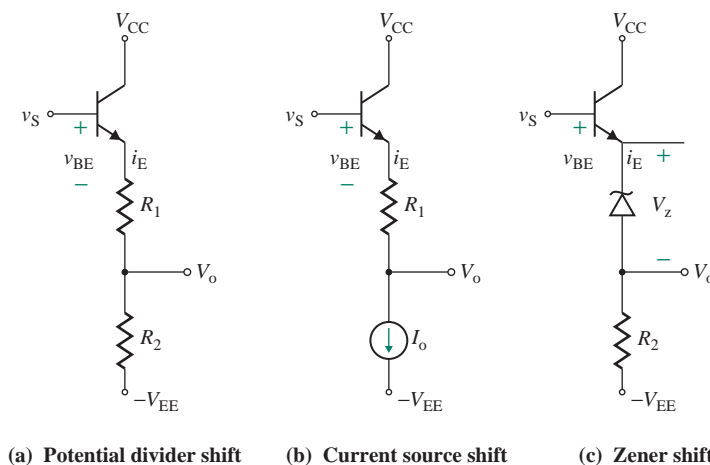 V_CC V_CC V_CC
v_S v_S v_S
+ + +
v_BE i_E v_BE i_E v_BE i_E +
− −
R_1 R_1 V_z
−
V_o V_o V_o
R_2 I_o R_2
−V_EE −V_EE −V_EE
(a) Potential divider shift (b) Current source shift (c) Zener shift